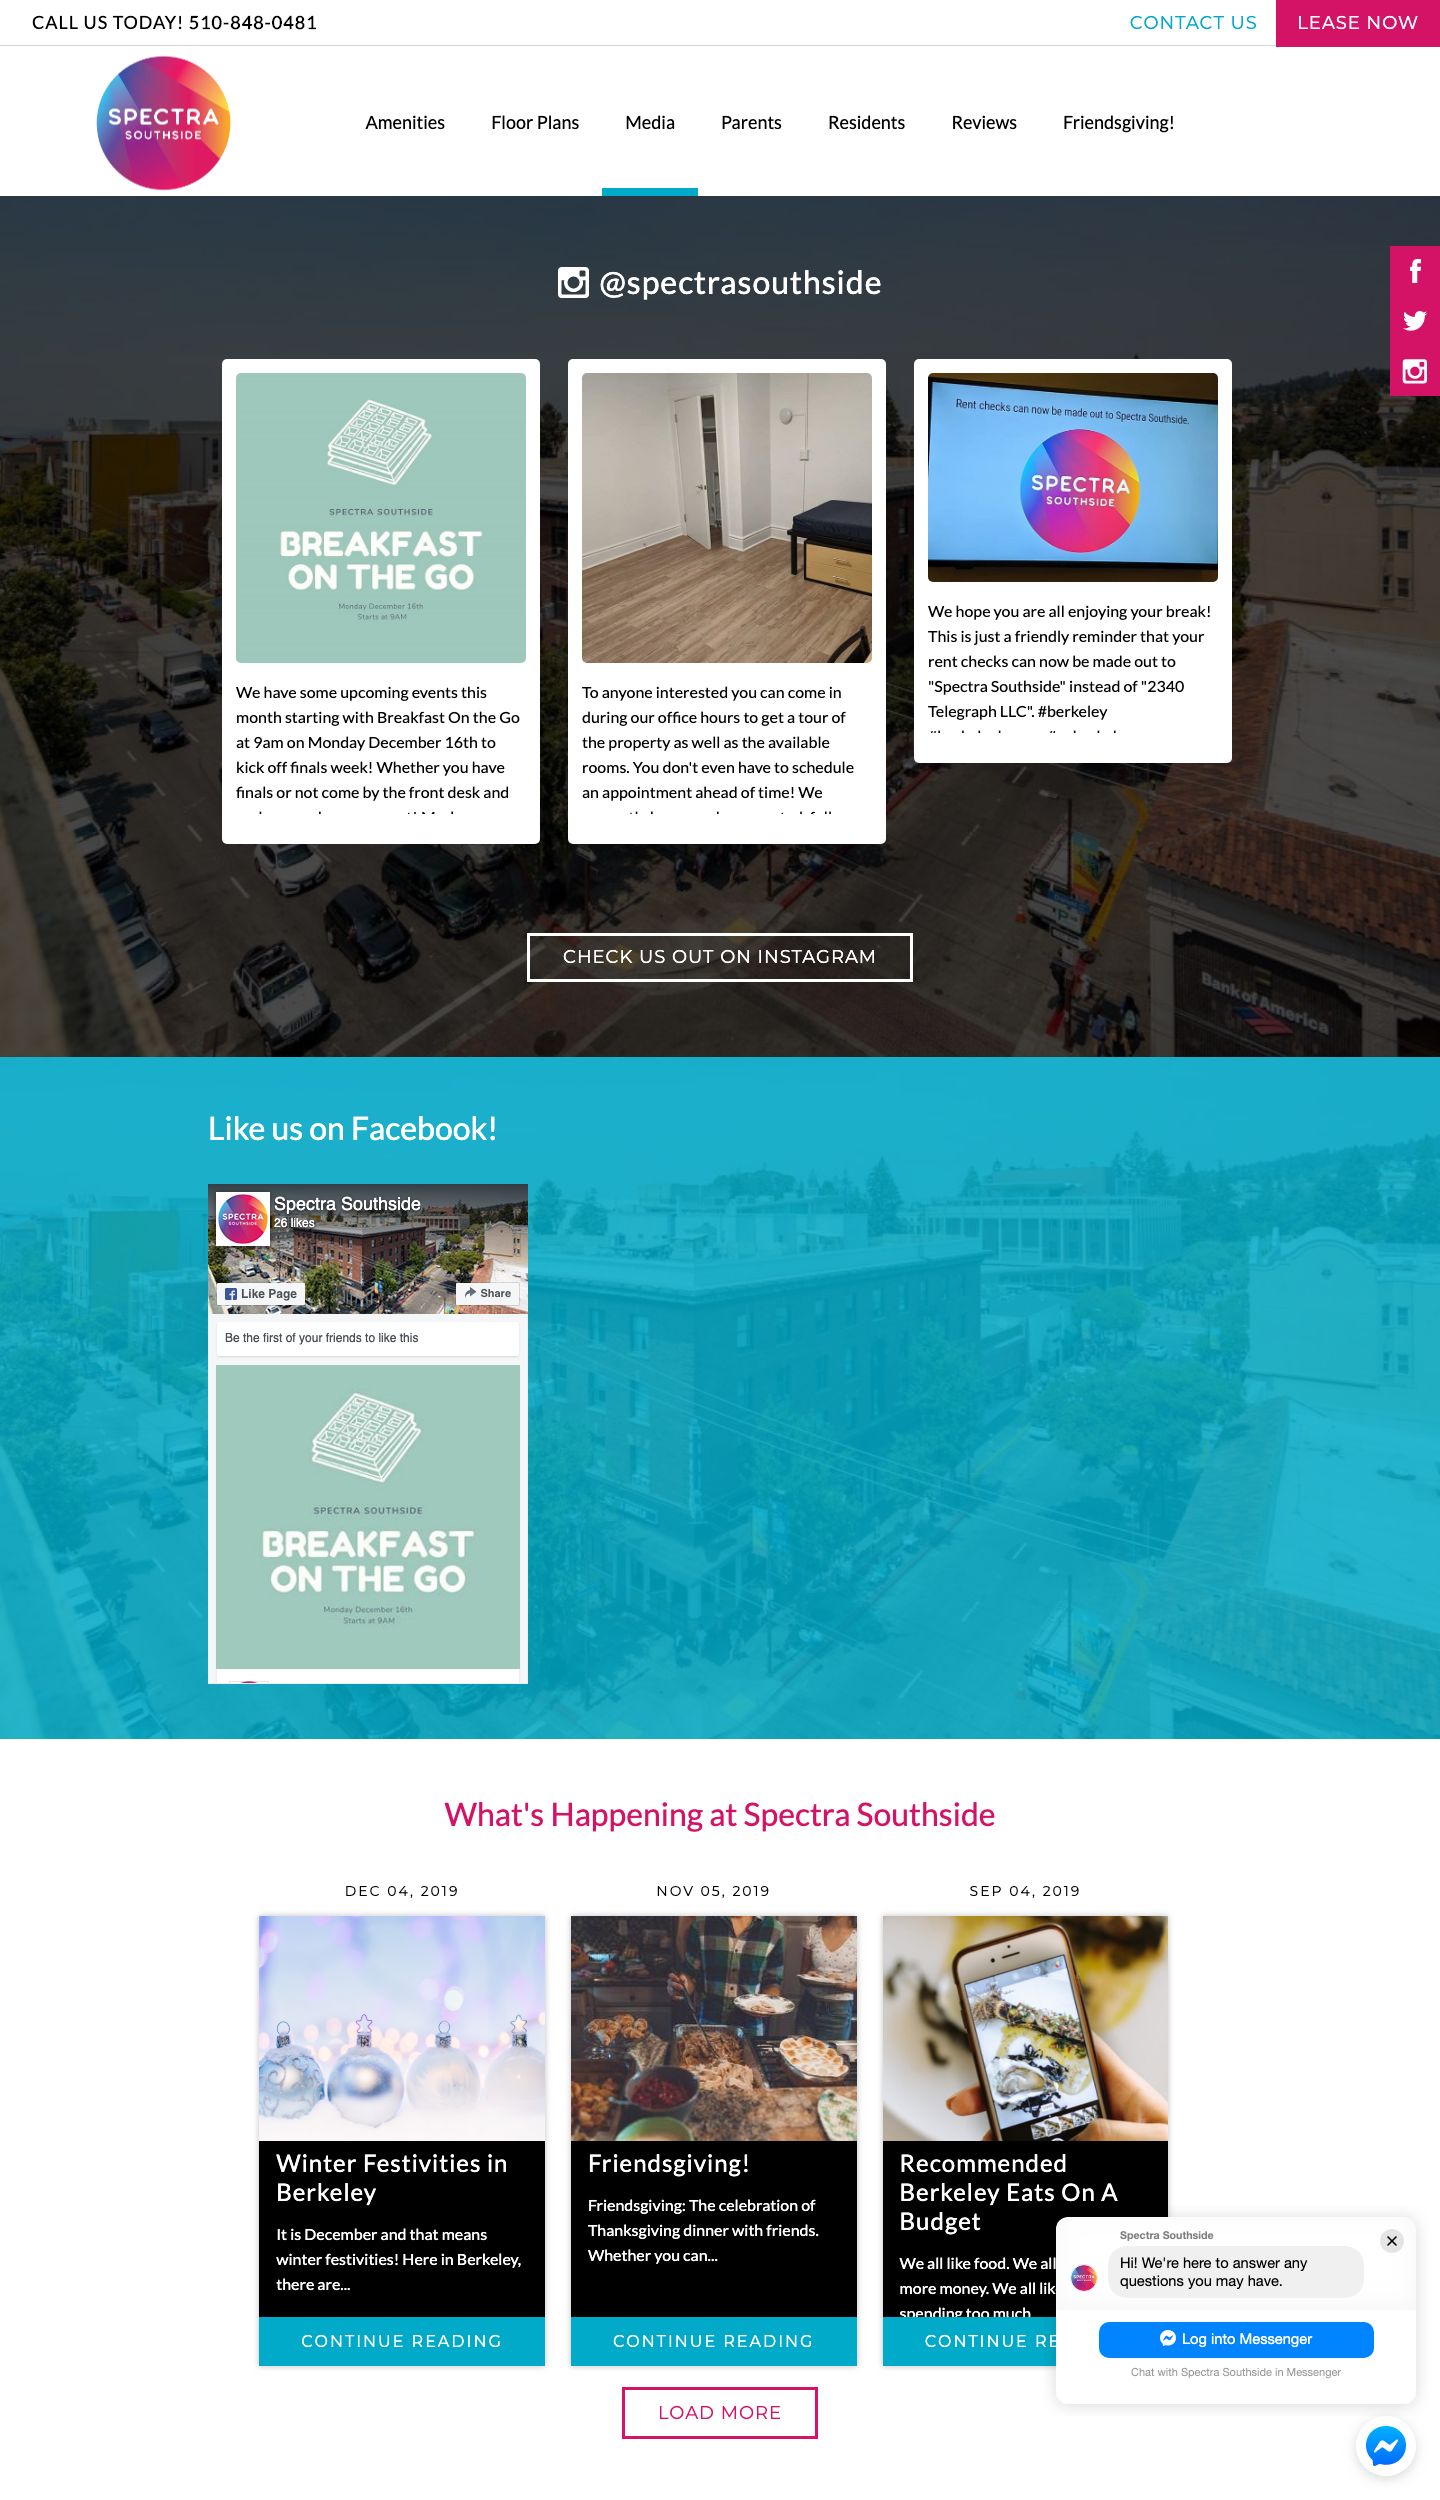 CALL US TODAY! 510-848-0481
CONTACT US
LEASE NOW
SPECTRA
SOUTHSIDE
Amenities
Floor Plans
Media
Parents
Residents
Reviews
Friendsgiving!
@spectrasouthside
SPECTRA SOUTHSIDE
BREAKFAST
ON THE GO
Monday December 16th
Starts at 9AM
We have some upcoming events this
month starting with Breakfast On the Go
at 9am on Monday December 16th to
kick off finals week! Whether you have
finals or not come by the front desk and
To anyone interested you can come in
during our office hours to get a tour of
the property as well as the available
rooms. You don't even have to schedule
an appointment ahead of time! We
Rent checks can now be made out to Spectra Southside.
SPECTRA
SOUTHSIDE
We hope you are all enjoying your break!
This is just a friendly reminder that your
rent checks can now be made out to
"Spectra Southside" instead of "2340
Telegraph LLC". #berkeley
CHECK US OUT ON INSTAGRAM
Bank of America
Like us on Facebook!
SPECTRA
SOUTHSIDE
Spectra Southside
26 likes
Like Page
Share
Be the first of your friends to like this
SPECTRA SOUTHSIDE
BREAKFAST
ON THE GO
Monday December 16th
Starts at 9AM
What's Happening at Spectra Southside
DEC 04, 2019
Winter Festivities in
Berkeley
It is December and that means
winter festivities! Here in Berkeley,
there are...
CONTINUE READING
NOV 05, 2019
Friendsgiving!
Friendsgiving: The celebration of
Thanksgiving dinner with friends.
Whether you can...
CONTINUE READING
SEP 04, 2019
Recommended
Berkeley Eats On A
Budget
We all like food. We all
more money. We all lik
spending too much
CONTINUE RE
LOAD MORE
Spectra Southside
Hi! We're here to answer any
questions you may have.
Log into Messenger
Chat with Spectra Southside in Messenger